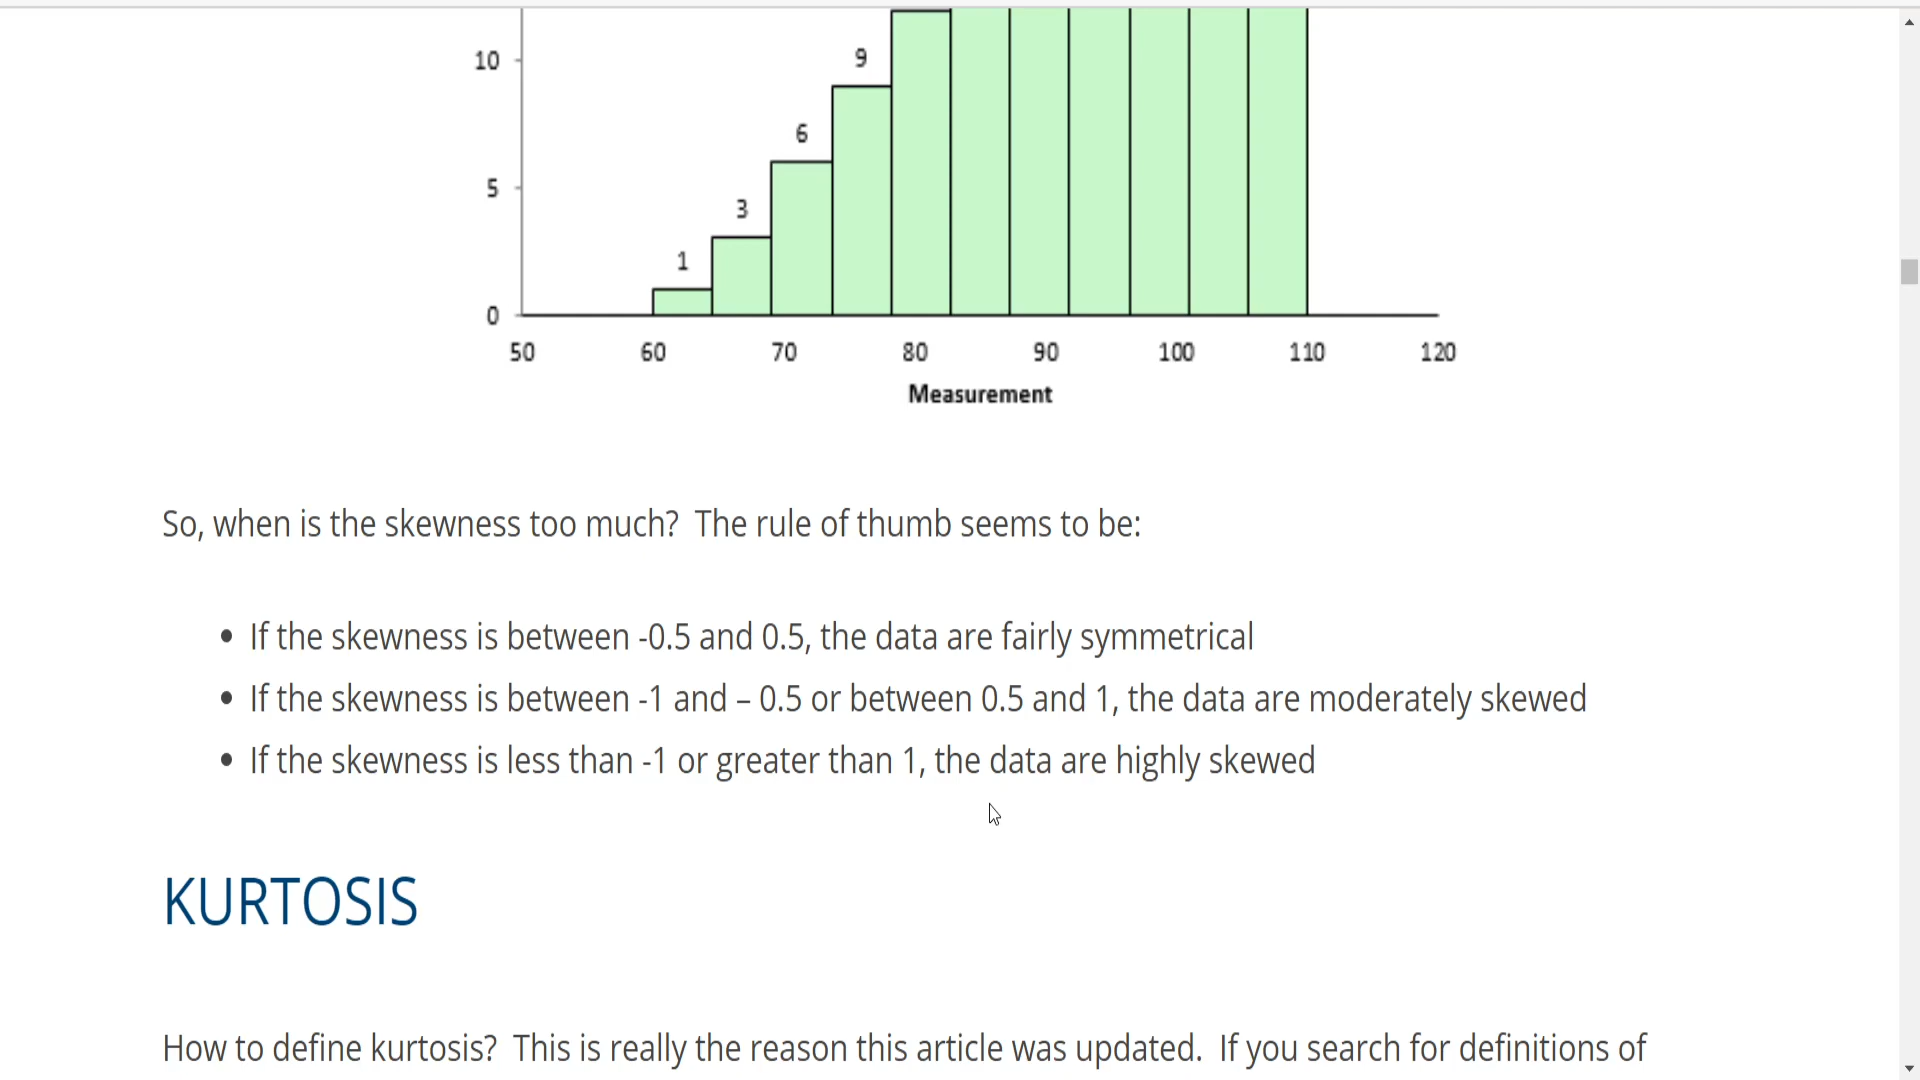 10
9
6
5
3
1
0
50 60 70 80 90 100 110 120
Measurement
So, when is the skewness too much?  The rule of thumb seems to be:
• If the skewness is between -0.5 and 0.5, the data are fairly symmetrical
• If the skewness is between -1 and – 0.5 or between 0.5 and 1, the data are moderately skewed
• If the skewness is less than -1 or greater than 1, the data are highly skewed
KURTOSIS
How to define kurtosis?  This is really the reason this article was updated.  If you search for definitions of